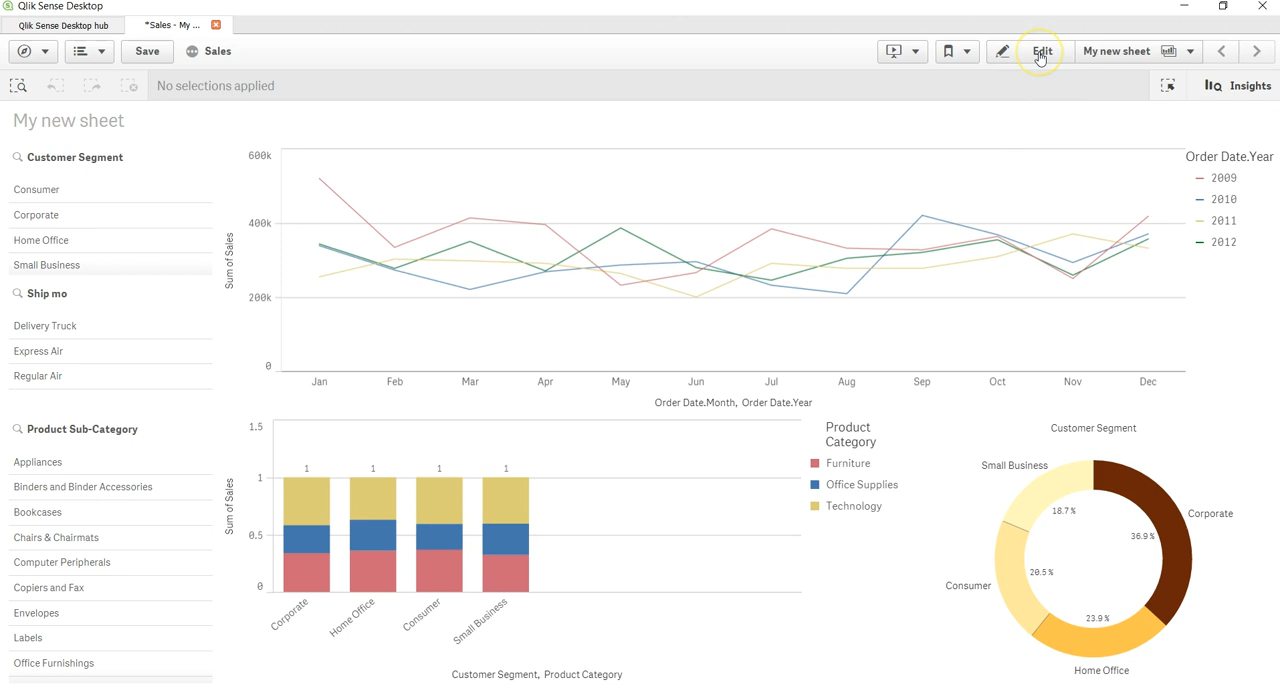 Qlik Sense Desktop
Qlik Sense Desktop hub
*Sales - My ...
Save
Sales
Edit
My new sheet
No selections applied
Insights
My new sheet
Customer Segment
Consumer
Corporate
Home Office
Small Business
Ship mo
Delivery Truck
Express Air
Regular Air
Product Sub-Category
Appliances
Binders and Binder Accessories
Bookcases
Chairs & Chairmats
Computer Peripherals
Copiers and Fax
Envelopes
Labels
Office Furnishings
Sum of Sales
600k
400k
200k
0
Jan Feb Mar Apr May Jun Jul Aug Sep Oct Nov Dec
Order Date.Month, Order Date.Year
Order Date.Year
2009
2010
2011
2012
Sum of Sales
1.5
1
0.5
0
1 1 1 1
Corporate
Home Office
Consumer
Small Business
Customer Segment, Product Category
Product
Category
Furniture
Office Supplies
Technology
Customer Segment
Small Business
18.7%
Corporate
36.9%
Consumer
20.5%
23.9%
Home Office